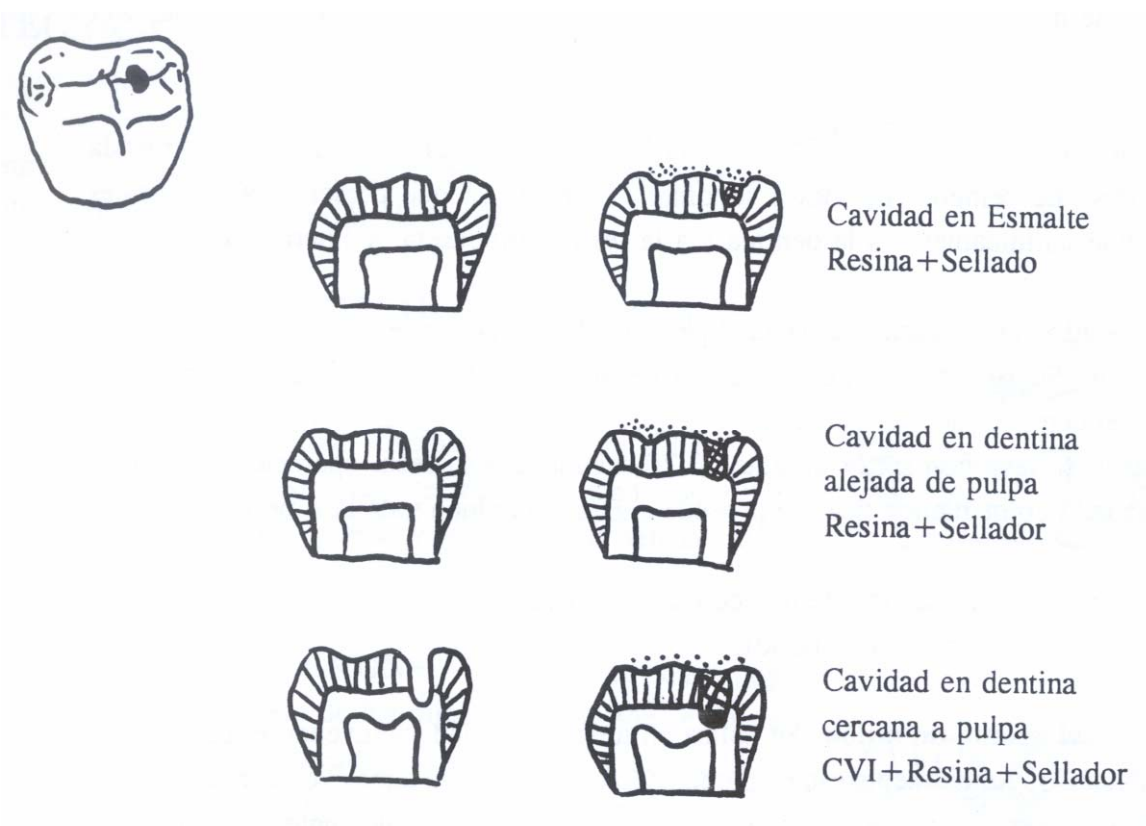 Cavidad en Esmalte
Resina+Sellado
Cavidad en dentina
alejada de pulpa
Resina+Sellador
Cavidad en dentina
cercana a pulpa
CVI+Resina+Sellador